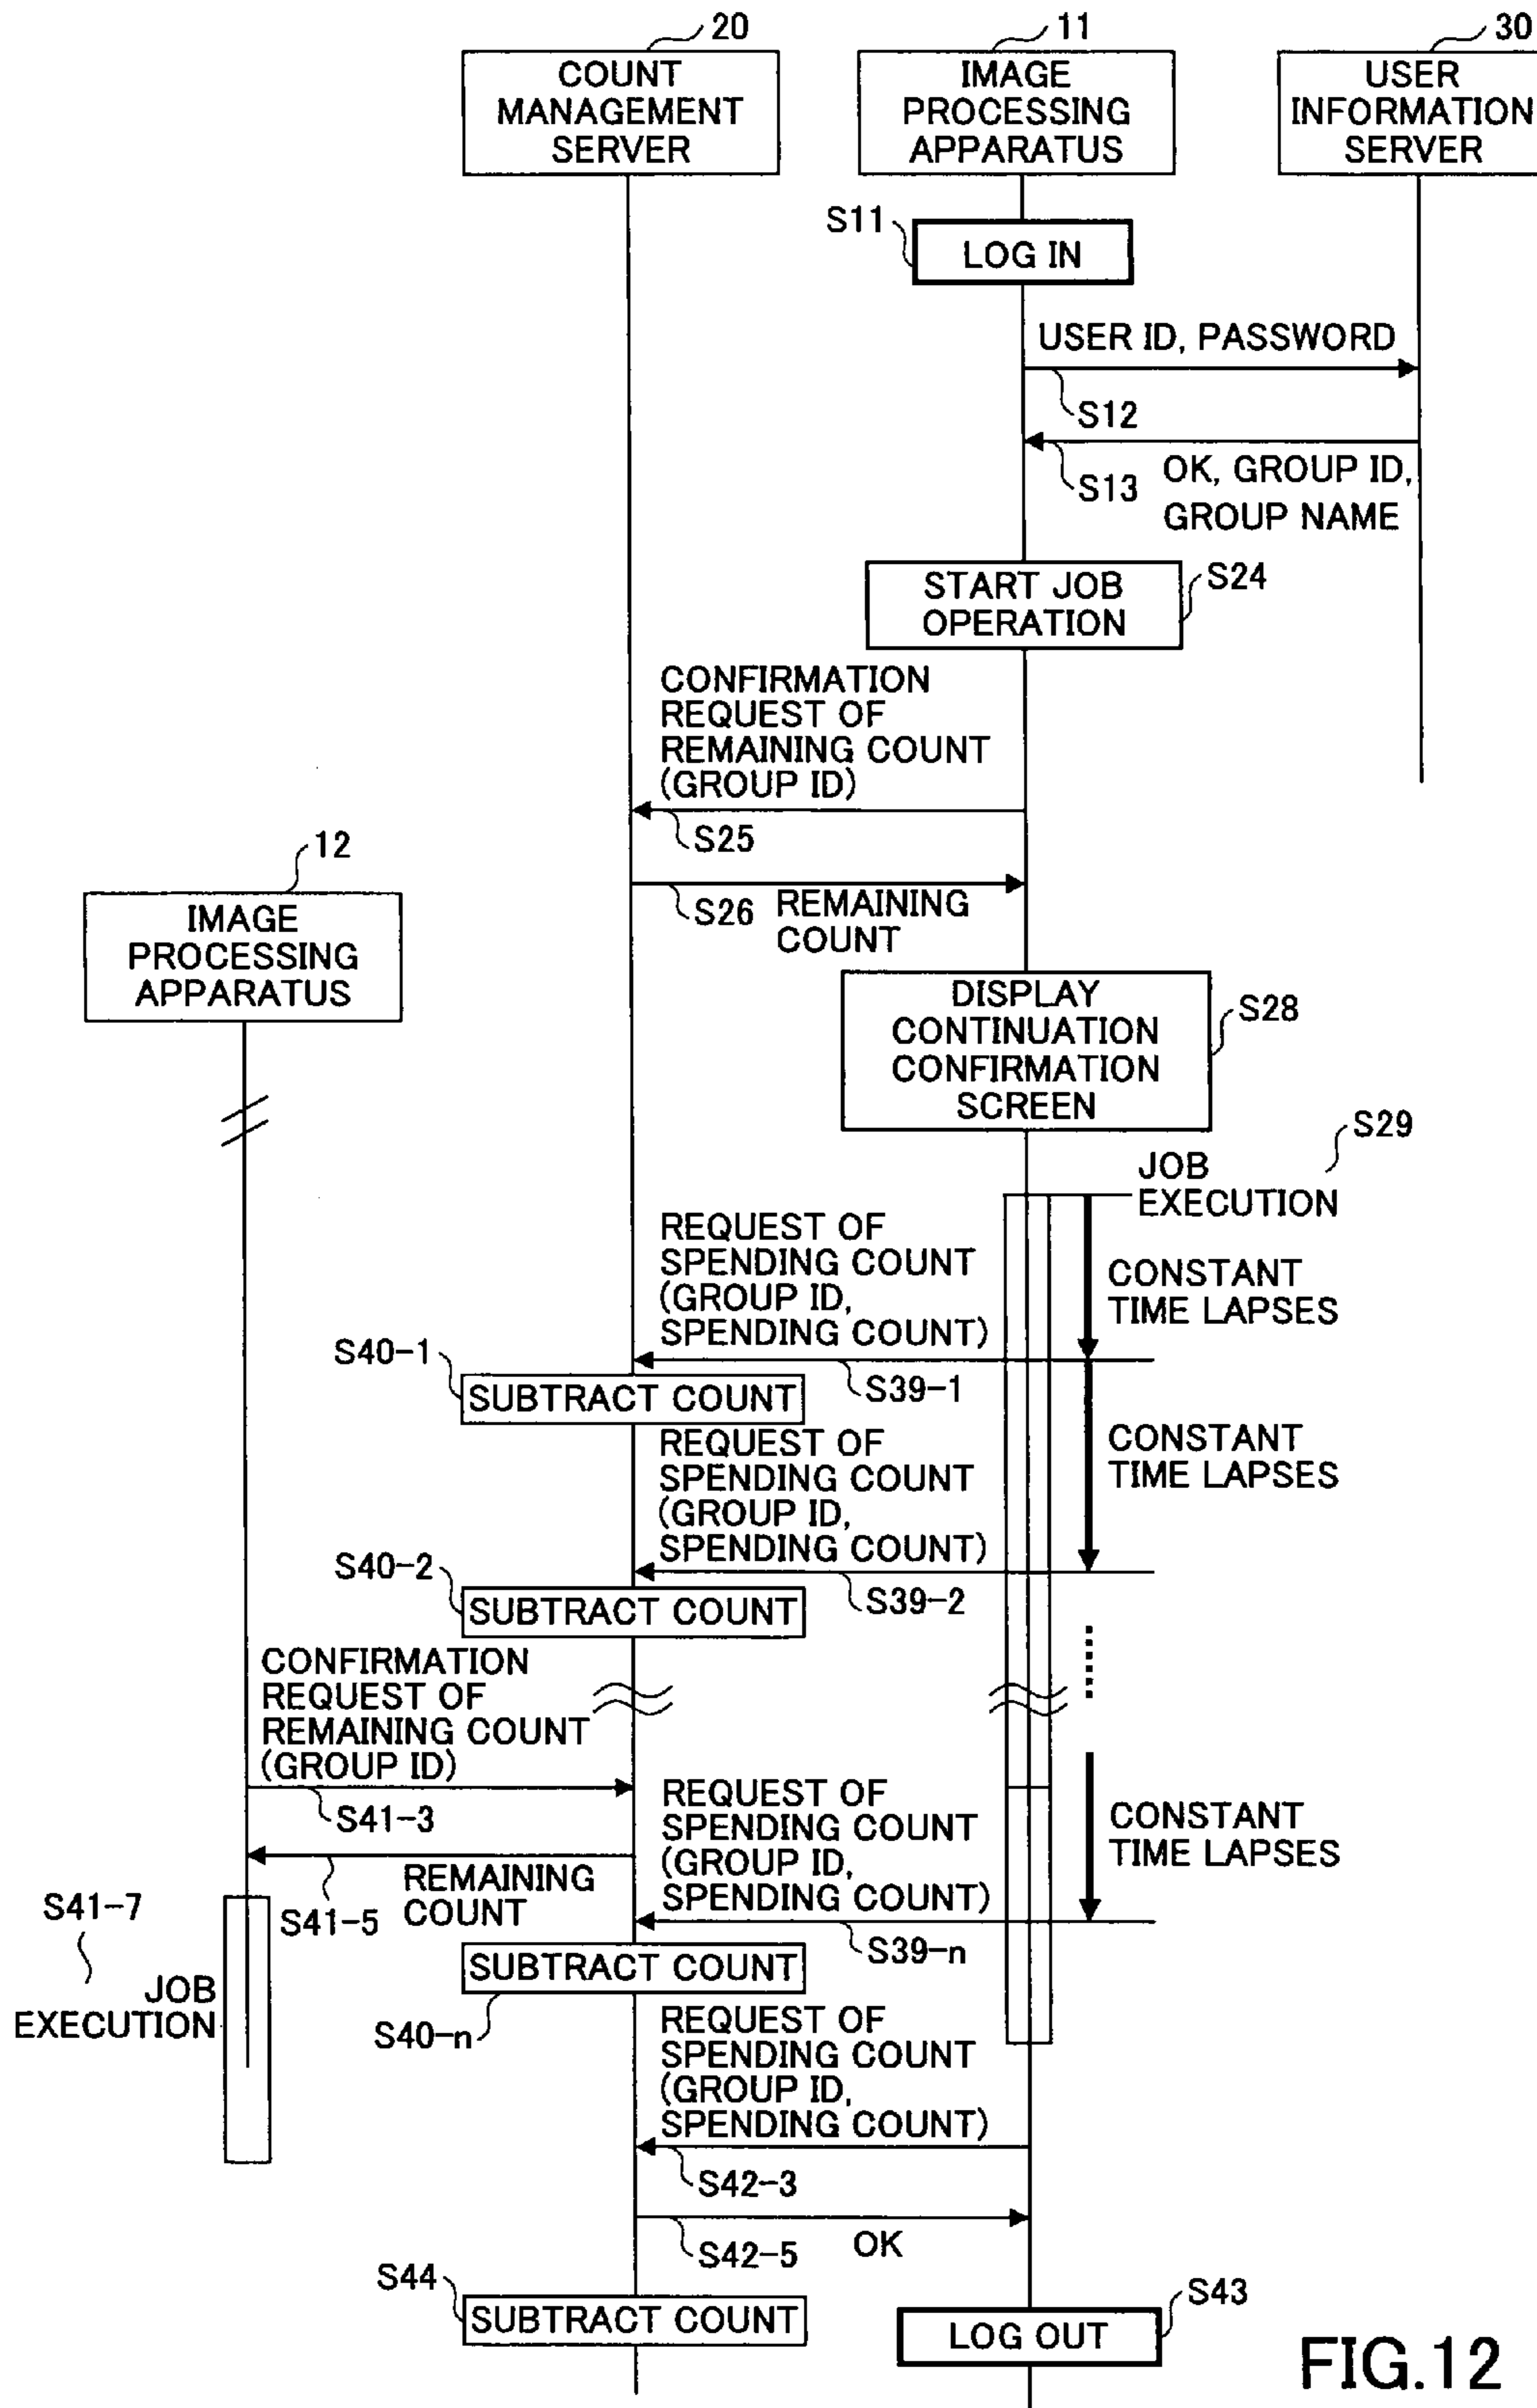 20
COUNT
MANAGEMENT
SERVER
11
IMAGE
PROCESSING
APPARATUS
30
USER
INFORMATION
SERVER
S11
LOG IN
USER ID, PASSWORD
S12
S13
OK, GROUP ID,
GROUP NAME
START JOB
OPERATION
S24
CONFIRMATION
REQUEST OF
REMAINING COUNT
(GROUP ID)
S25
12
IMAGE
PROCESSING
APPARATUS
S26
REMAINING
COUNT
DISPLAY
CONTINUATION
CONFIRMATION
SCREEN
S28
S29
JOB
EXECUTION
REQUEST OF
SPENDING COUNT
(GROUP ID,
SPENDING COUNT)
CONSTANT
TIME LAPSES
S39-1
S40-1
SUBTRACT COUNT
REQUEST OF
SPENDING COUNT
(GROUP ID,
SPENDING COUNT)
CONSTANT
TIME LAPSES
S39-2
S40-2
SUBTRACT COUNT
CONFIRMATION
REQUEST OF
REMAINING COUNT
(GROUP ID)
S41-3
REQUEST OF
SPENDING COUNT
(GROUP ID,
SPENDING COUNT)
CONSTANT
TIME LAPSES
S41-5
REMAINING
COUNT
S41-7
JOB
EXECUTION
S39-n
SUBTRACT COUNT
S40-n
REQUEST OF
SPENDING COUNT
(GROUP ID,
SPENDING COUNT)
S42-3
S42-5
OK
S44
SUBTRACT COUNT
S43
LOG OUT
FIG.12